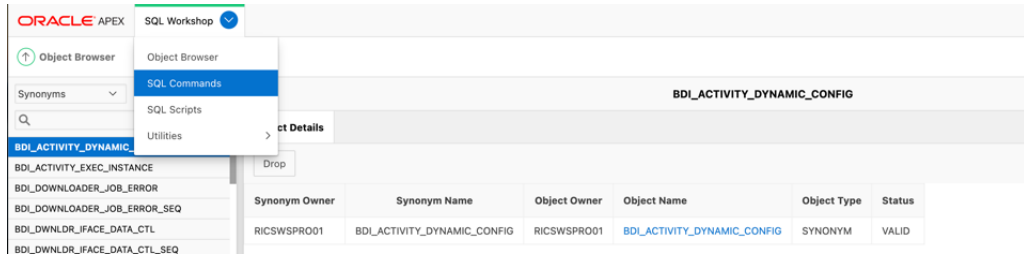 ORACLE APEX SQL Workshop
Object Browser
Object Browser
SQL Commands
SQL Scripts
Utilities
Synonyms
BDI_ACTIVITY_DYNAMIC_CONFIG
ct Details
Drop
BDI_ACTIVITY_DYNAMIC_
BDI_ACTIVITY_EXEC_INSTANCE
BDI_DOWNLOADER_JOB_ERROR
BDI_DOWNLOADER_JOB_ERROR_SEQ
BDI_DWNLDR_IFACE_DATA_CTL
BDI_DWNLDR_IFACE_DATA_CTL_SEQ
Synonym Owner Synonym Name Object Owner Object Name Object Type Status
RICSWSPRO01 BDI_ACTIVITY_DYNAMIC_CONFIG RICSWSPRO01 BDI_ACTIVITY_DYNAMIC_CONFIG SYNONYM VALID